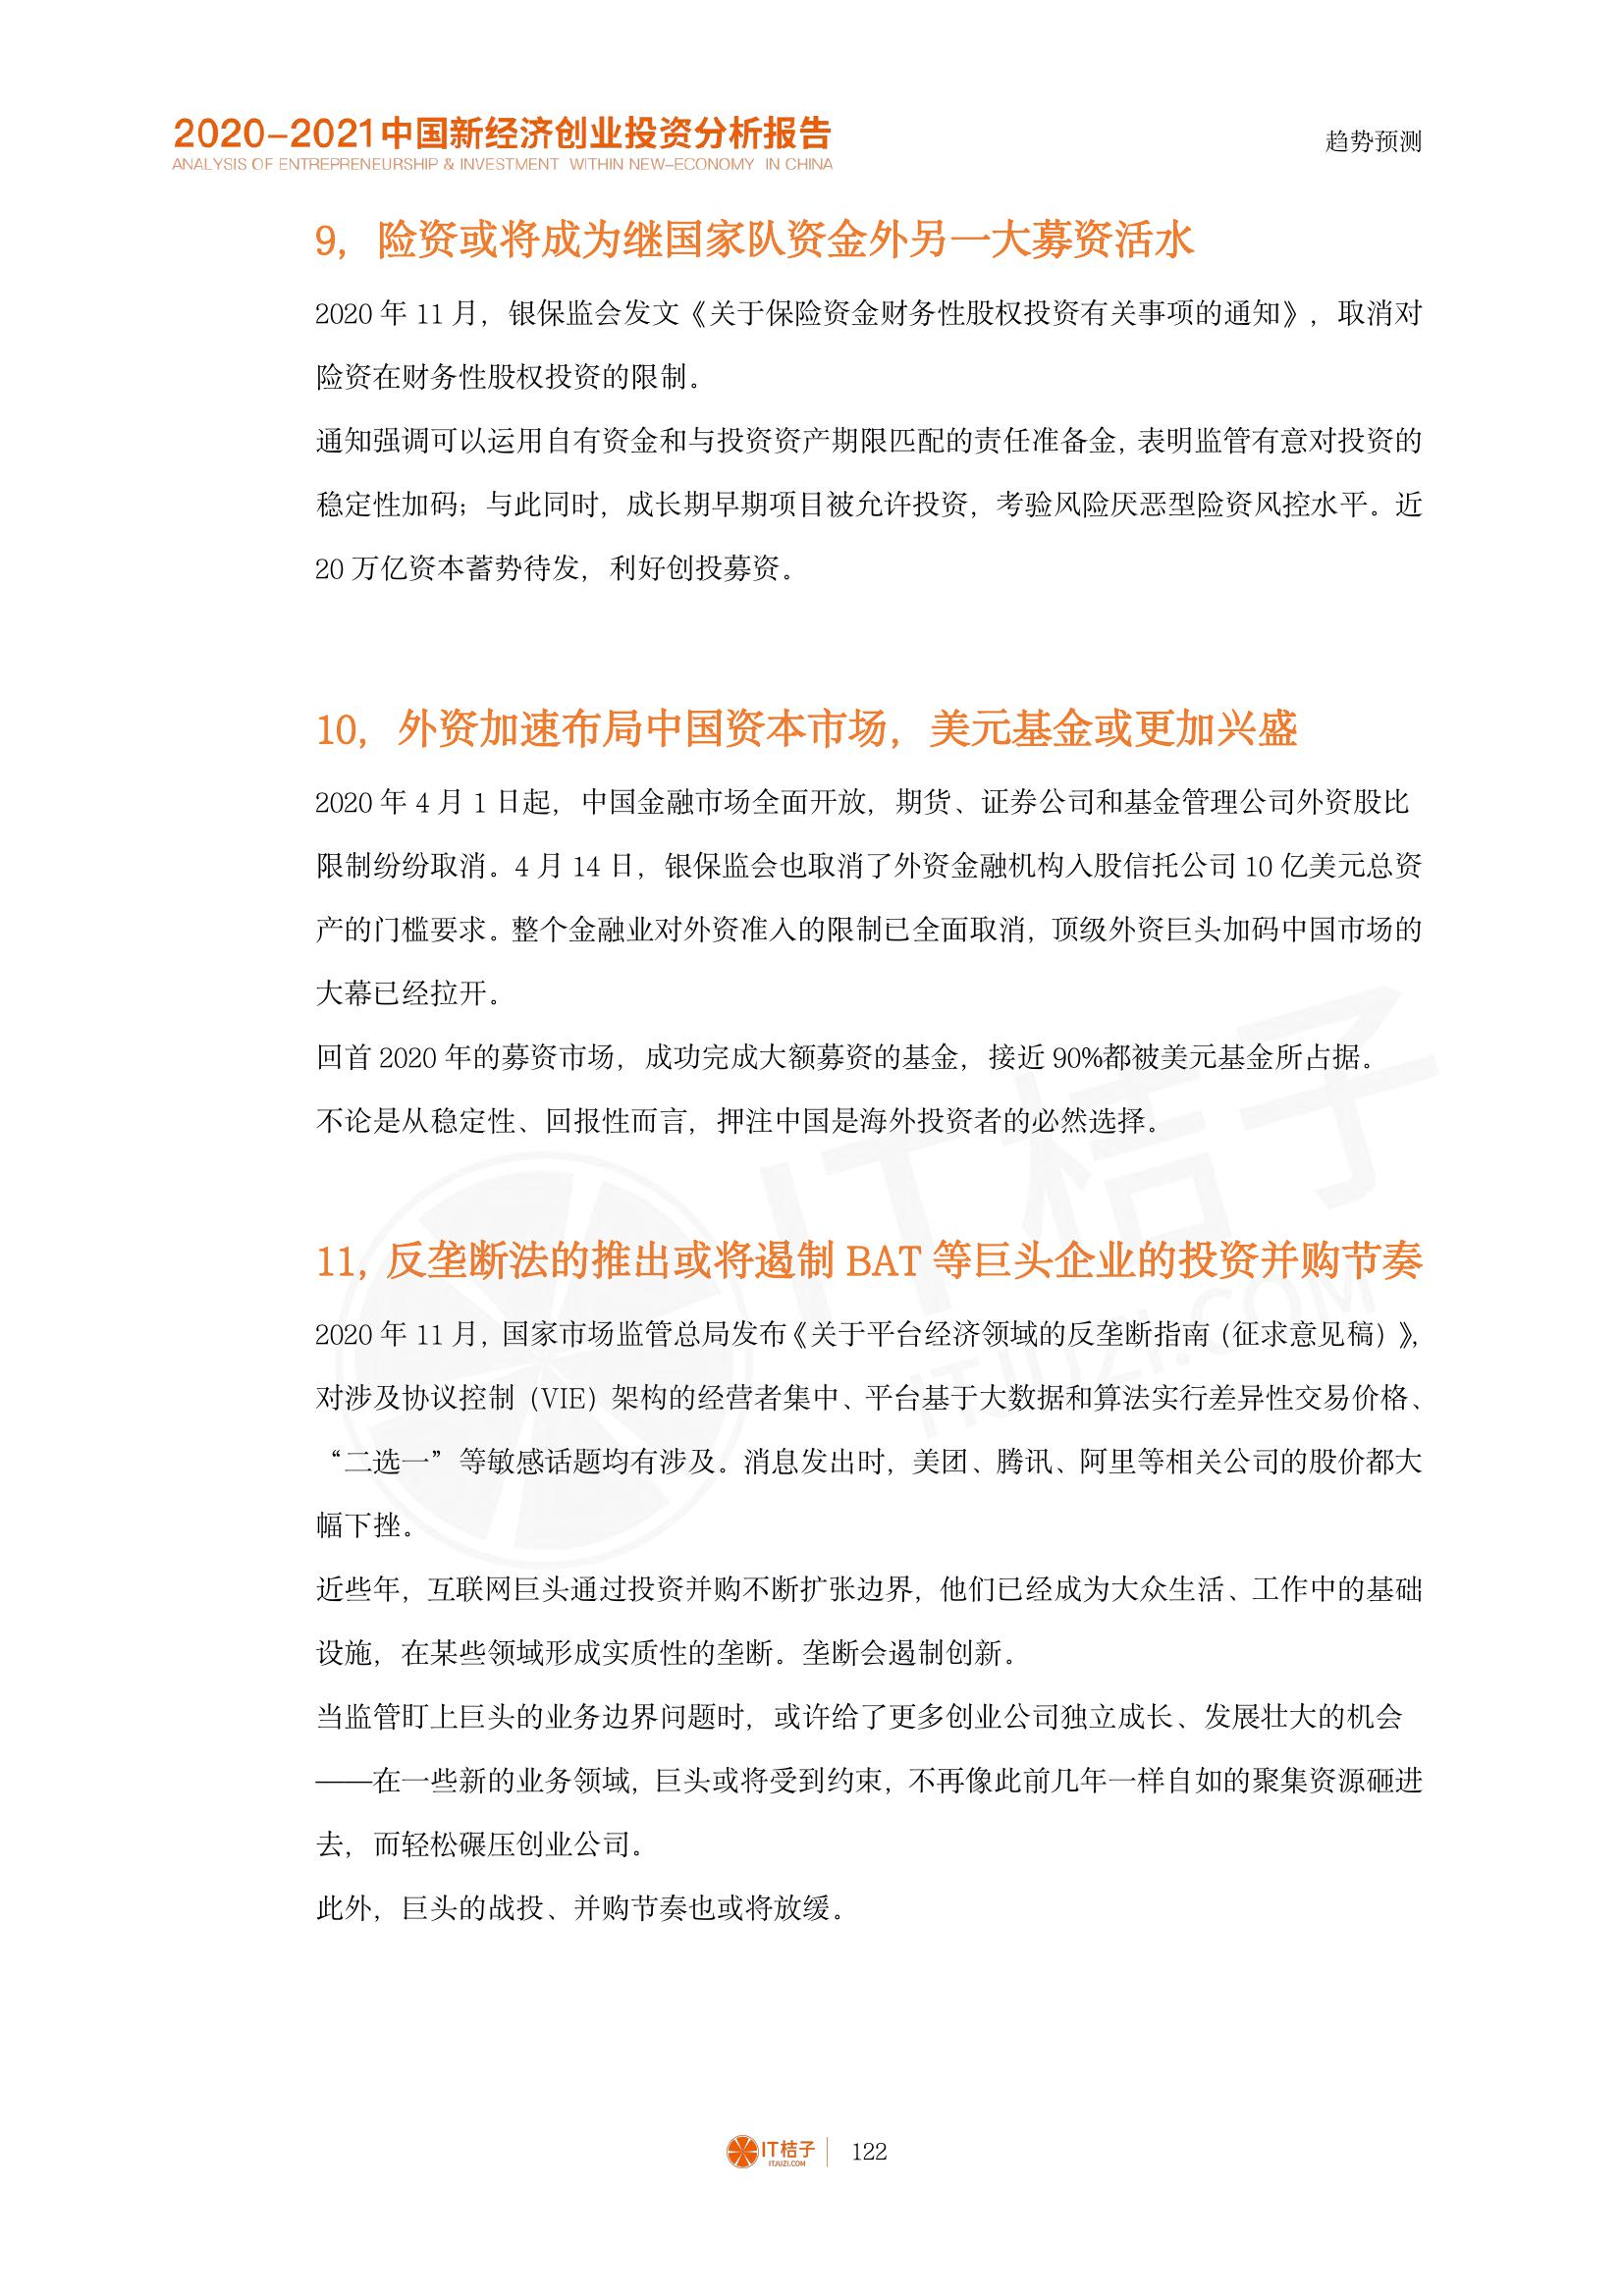 2020-2021中国新经济创业投资分析报告
ANALYSIS OF ENTREPRENEURSHIP & INVESTMENT WITHIN NEW-ECONOMY IN CHINA
趋势预测
9，险资或将成为继国家队资金外另一大募资活水
2020 年 11 月，银保监会发文《关于保险资金财务性股权投资有关事项的通知》，取消对
险资在财务性股权投资的限制。
通知强调可以运用自有资金和与投资资产期限匹配的责任准备金，表明监管有意对投资的
稳定性加码；与此同时，成长期早期项目被允许投资，考验风险厌恶型险资风控水平。近
20 万亿资本蓄势待发，利好创投募资。
10，外资加速布局中国资本市场，美元基金或更加兴盛
2020 年 4 月 1 日起，中国金融市场全面开放，期货、证券公司和基金管理公司外资股比
限制纷纷取消。4 月 14 日，银保监会也取消了外资金融机构入股信托公司 10 亿美元总资
产的门槛要求。整个金融业对外资准入的限制已全面取消，顶级外资巨头加码中国市场的
大幕已经拉开。
回首 2020 年的募资市场，成功完成大额募资的基金，接近 90%都被美元基金所占据。
不论是从稳定性、回报性而言，押注中国是海外投资者的必然选择。
11，反垄断法的推出或将遏制 BAT 等巨头企业的投资并购节奏
2020 年 11 月，国家市场监管总局发布《关于平台经济领域的反垄断指南（征求意见稿）》，
对涉及协议控制（VIE）架构的经营者集中、平台基于大数据和算法实行差异性交易价格、
“二选一”等敏感话题均有涉及。消息发出时，美团、腾讯、阿里等相关公司的股价都大
幅下挫。
近些年，互联网巨头通过投资并购不断扩张边界，他们已经成为大众生活、工作中的基础
设施，在某些领域形成实质性的垄断。垄断会遏制创新。
当监管盯上巨头的业务边界问题时，或许给了更多创业公司独立成长、发展壮大的机会
——在一些新的业务领域，巨头或将受到约束，不再像此前几年一样自如的聚集资源砸进
去，而轻松碾压创业公司。
此外，巨头的战投、并购节奏也或将放缓。
IT桔子
ITJUZI.COM
IT桔子
ITJUZI.COM
122